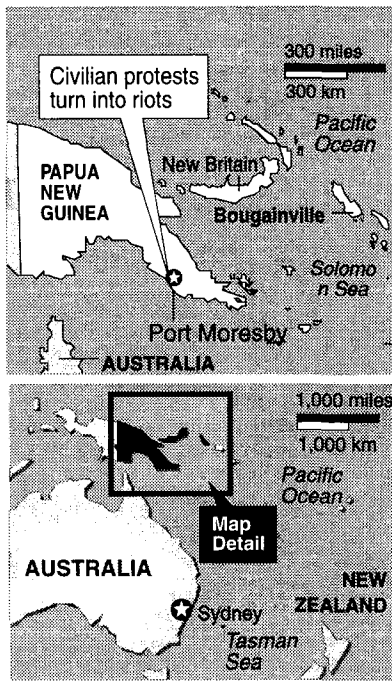 300 miles
300 km
Civilian protests
turn into riots
Pacific
Ocean
New Britain
PAPUA
NEW
GUINEA
Bougainville
Solomo
n Sea
Port Moresby
AUSTRALIA
1,000 miles
1,000 km
Pacific
Ocean
Map
Detail
AUSTRALIA
NEW
ZEALAND
Sydney
Tasman
Sea